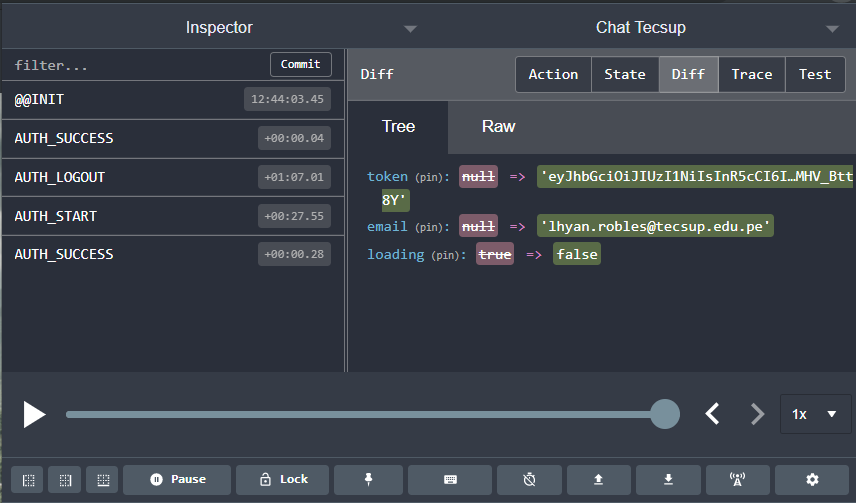 Inspector
Chat Tecsup
filter...
Commit
@@INIT
12:44:03.45
AUTH_SUCCESS
+00:00.04
AUTH_LOGOUT
+01:07.01
AUTH_START
+00:27.55
AUTH_SUCCESS
+00:00.28
Diff
Action State Diff Trace Test
Tree Raw
token (pin): null => 'eyJhbGciOiJIUzI1NiIsInR5cCI6I…MHV_Btt
8Y'
email (pin): null => 'lhyan.robles@tecsup.edu.pe'
loading (pin): true => false
1x
Pause Lock